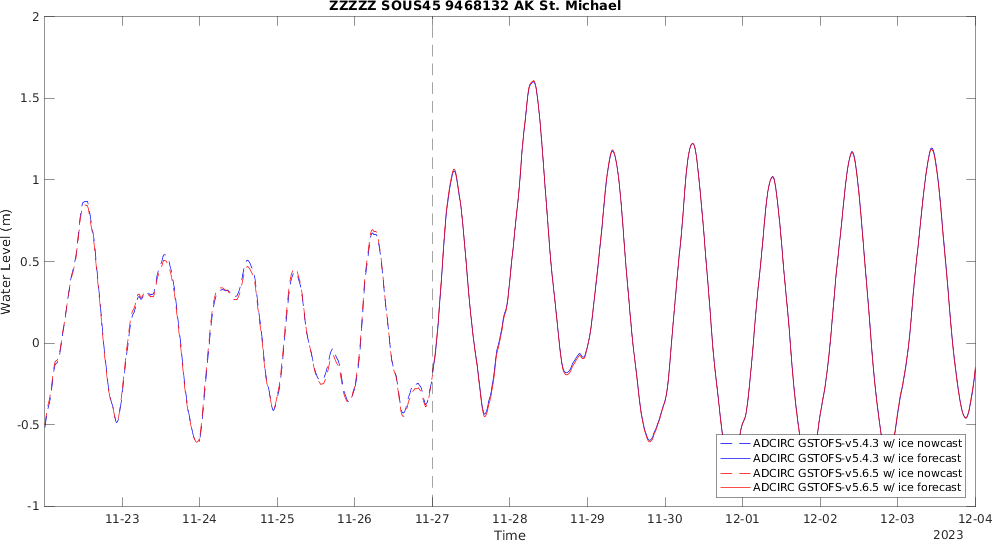 ZZZZZ SOUS45 9468132 AK St. Michael
2
1.5
1
0.5
0
-0.5
-1
Water Level (m)
ADCIRC GSTOFS-v5.4.3 w/ ice nowcast
ADCIRC GSTOFS-v5.4.3 w/ ice forecast
ADCIRC GSTOFS-v5.6.5 w/ ice nowcast
ADCIRC GSTOFS-v5.6.5 w/ ice forecast
11-23 11-24 11-25 11-26 11-27 11-28 11-29 11-30 12-01 12-02 12-03 12-04
Time
2023